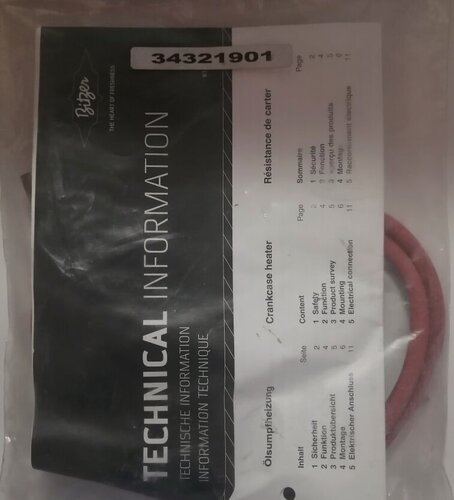 34321901
Bitzer
THE HEART OF FRESHNESS
TECHNICAL INFORMATION
TECHNISCHE INFORMATION
INFORMATION TECHNIQUE
Ölsumpfheizung
Inhalt Seite
1 Sicherheit 2
2 Funktion 4
3 Produktübersicht 5
4 Montage 6
5 Elektrischer Anschluss 11
Crankcase heater
Content Page
1 Safety 2
2 Function 4
3 Product survey 5
4 Mounting 6
5 Electrical connection 11
Résistance de carter
Sommaire Page
1 Sécurité 2
2 Fonction 4
3 Aperçu des produits 5
4 Montage 6
5 Raccordement électrique 11